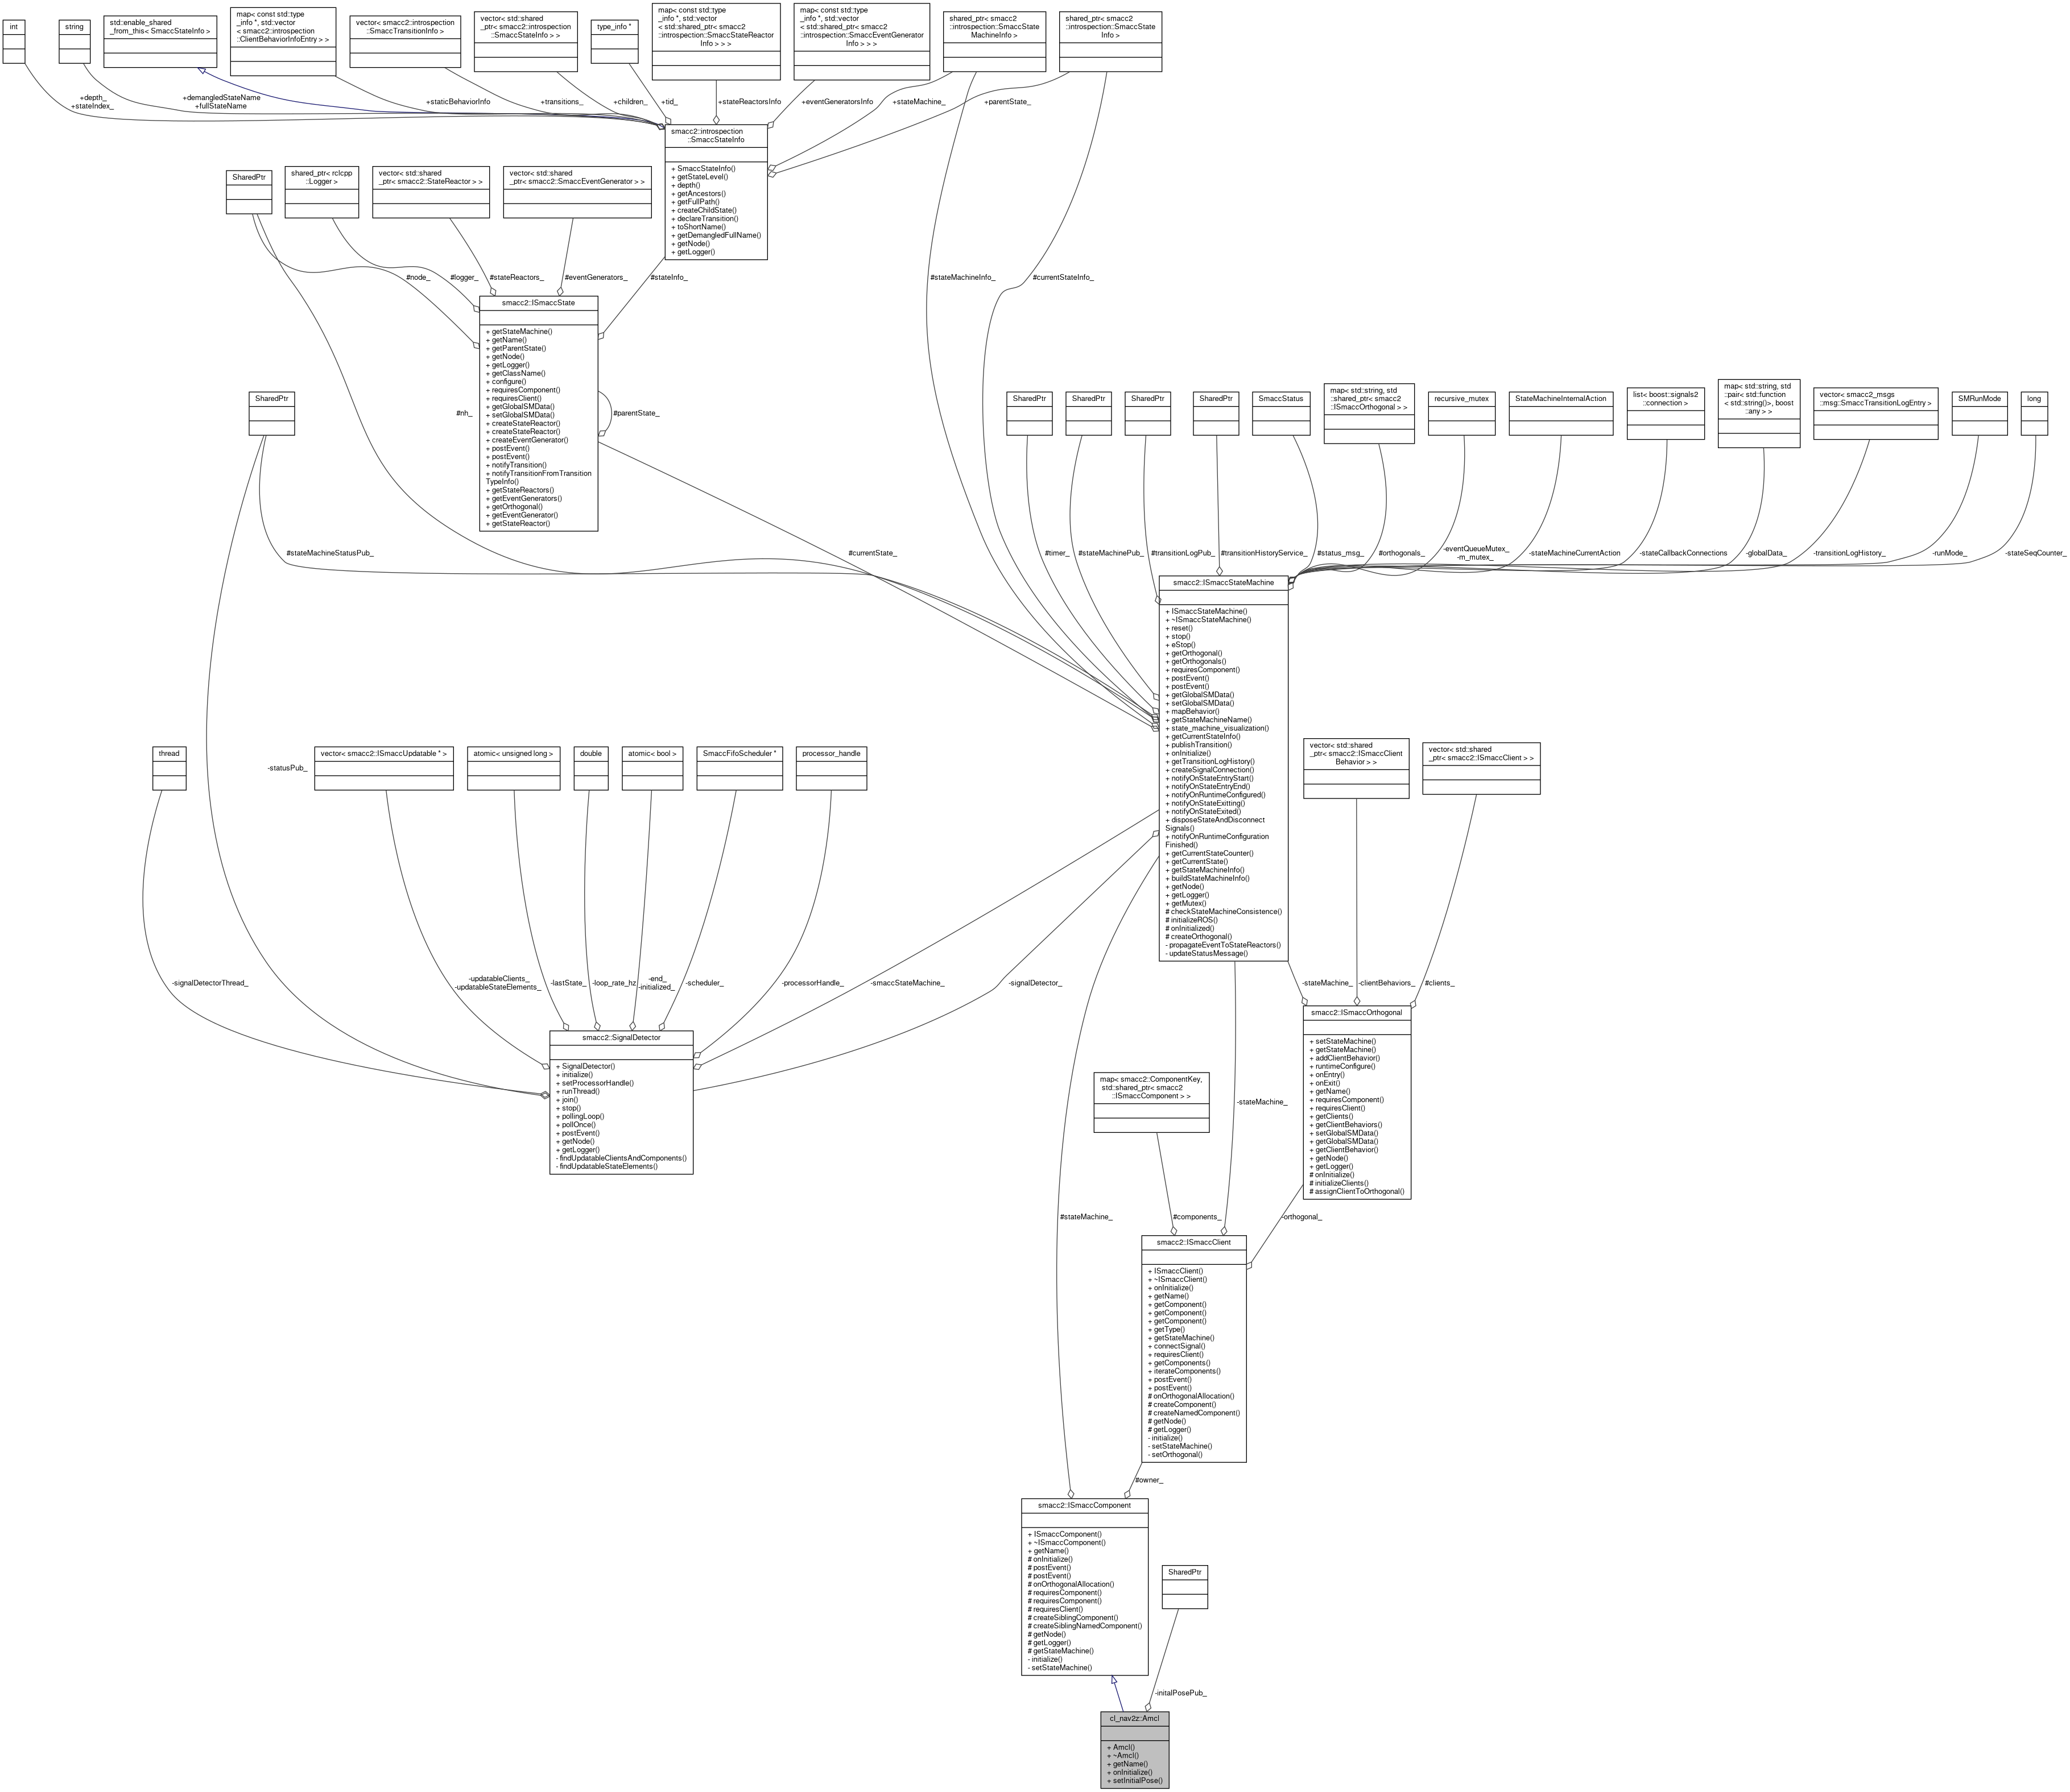 int
string
std::enable_shared
_from_this< SmaccStateInfo >
map< const std::type
_info *, std::vector
< smacc2::introspection
::ClientBehaviorInfoEntry > >
vector< smacc2::introspection
::SmaccTransitionInfo >
vector< std::shared
_ptr< smacc2::introspection
::SmaccStateInfo > >
type_info *
map< const std::type
_info *, std::vector
< std::shared_ptr< smacc2
::introspection::SmaccStateReactor
Info > > >
map< const std::type
_info *, std::vector
< std::shared_ptr< smacc2
::introspection::SmaccEventGenerator
Info > > >
shared_ptr< smacc2
::introspection::SmaccState
MachineInfo >
shared_ptr< smacc2
::introspection::SmaccState
Info >
+depth_
+stateIndex_
+demangledStateName
+fullStateName
+staticBehaviorInfo
+transitions_
+children_
+tid_
+stateReactorsInfo
+eventGeneratorsInfo
+stateMachine_
+parentState_
smacc2::introspection
::SmaccStateInfo
+ SmaccStateInfo()
+ getStateLevel()
+ depth()
+ getAncestors()
+ getFullPath()
+ createChildState()
+ declareTransition()
+ toShortName()
+ getDemangledFullName()
+ getNode()
+ getLogger()
SharedPtr
shared_ptr< rclcpp
::Logger >
vector< std::shared
_ptr< smacc2::StateReactor > >
vector< std::shared
_ptr< smacc2::SmaccEventGenerator > >
#node_
#logger_
#stateReactors_
#eventGenerators_
#stateInfo_
#stateMachineInfo_
#currentStateInfo_
smacc2::ISmaccState
+ getStateMachine()
+ getName()
+ getParentState()
+ getNode()
+ getLogger()
+ getClassName()
+ configure()
+ requiresComponent()
+ requiresClient()
+ getGlobalSMData()
+ setGlobalSMData()
+ createStateReactor()
+ createStateReactor()
+ createEventGenerator()
+ postEvent()
+ postEvent()
+ notifyTransition()
+ notifyTransitionFromTransition
TypeInfo()
+ getStateReactors()
+ getEventGenerators()
+ getOrthogonal()
+ getEventGenerator()
+ getStateReactor()
#nh_
#parentState_
SharedPtr
SharedPtr
SharedPtr
SharedPtr
SharedPtr
SmaccStatus
map< std::string, std
::shared_ptr< smacc2
::ISmaccOrthogonal > >
recursive_mutex
StateMachineInternalAction
list< boost::signals2
::connection >
map< std::string, std
::pair< std::function
< std::string()>, boost
::any > >
vector< smacc2_msgs
::msg::SmaccTransitionLogEntry >
SMRunMode
long
#stateMachineStatusPub_
#currentState_
#timer_
#stateMachinePub_
#transitionLogPub_
#transitionHistoryService_
#status_msg_
#orthogonals_
-eventQueueMutex_
-m_mutex_
-stateMachineCurrentAction
-stateCallbackConnections
-globalData_
-transitionLogHistory_
-runMode_
-stateSeqCounter_
smacc2::ISmaccStateMachine
+ ISmaccStateMachine()
+ ~ISmaccStateMachine()
+ reset()
+ stop()
+ eStop()
+ getOrthogonal()
+ getOrthogonals()
+ requiresComponent()
+ postEvent()
+ postEvent()
+ getGlobalSMData()
+ setGlobalSMData()
+ mapBehavior()
+ getStateMachineName()
+ state_machine_visualization()
+ getCurrentStateInfo()
+ publishTransition()
+ onInitialize()
+ getTransitionLogHistory()
+ createSignalConnection()
+ notifyOnStateEntryStart()
+ notifyOnStateEntryEnd()
+ notifyOnRuntimeConfigured()
+ notifyOnStateExitting()
+ notifyOnStateExited()
+ disposeStateAndDisconnect
Signals()
+ notifyOnRuntimeConfiguration
Finished()
+ getCurrentStateCounter()
+ getCurrentState()
+ getStateMachineInfo()
+ buildStateMachineInfo()
+ getNode()
+ getLogger()
+ getMutex()
# checkStateMachineConsistence()
# initializeROS()
# onInitialized()
# createOrthogonal()
- propagateEventToStateReactors()
- updateStatusMessage()
thread
-statusPub_
vector< smacc2::ISmaccUpdatable * >
atomic< unsigned long >
double
atomic< bool >
SmaccFifoScheduler *
processor_handle
vector< std::shared
_ptr< smacc2::ISmaccClient
Behavior > >
vector< std::shared
_ptr< smacc2::ISmaccClient > >
-signalDetectorThread_
-updatableClients_
-updatableStateElements_
-lastState_
-loop_rate_hz
-end_
-initialized_
-scheduler_
-processorHandle_
-smaccStateMachine_
-signalDetector_
-stateMachine_
-clientBehaviors_
#clients_
smacc2::SignalDetector
+ SignalDetector()
+ initialize()
+ setProcessorHandle()
+ runThread()
+ join()
+ stop()
+ pollingLoop()
+ pollOnce()
+ postEvent()
+ getNode()
+ getLogger()
- findUpdatableClientsAndComponents()
- findUpdatableStateElements()
smacc2::ISmaccOrthogonal
+ setStateMachine()
+ getStateMachine()
+ addClientBehavior()
+ runtimeConfigure()
+ onEntry()
+ onExit()
+ getName()
+ requiresComponent()
+ requiresClient()
+ getClients()
+ getClientBehaviors()
+ setGlobalSMData()
+ getGlobalSMData()
+ getClientBehavior()
+ getNode()
+ getLogger()
# onInitialize()
# initializeClients()
# assignClientToOrthogonal()
map< smacc2::ComponentKey,
std::shared_ptr< smacc2
::ISmaccComponent > >
-stateMachine_
#stateMachine_
#components_
-orthogonal_
smacc2::ISmaccClient
+ ISmaccClient()
+ ~ISmaccClient()
+ onInitialize()
+ getName()
+ getComponent()
+ getComponent()
+ getComponent()
+ getType()
+ getStateMachine()
+ connectSignal()
+ requiresClient()
+ getComponents()
+ iterateComponents()
+ postEvent()
+ postEvent()
# onOrthogonalAllocation()
# createComponent()
# createNamedComponent()
# getNode()
# getLogger()
- initialize()
- setStateMachine()
- setOrthogonal()
#owner_
smacc2::ISmaccComponent
+ ISmaccComponent()
+ ~ISmaccComponent()
+ getName()
# onInitialize()
# postEvent()
# postEvent()
# onOrthogonalAllocation()
# requiresComponent()
# requiresComponent()
# requiresClient()
# createSiblingComponent()
# createSiblingNamedComponent()
# getNode()
# getLogger()
# getStateMachine()
- initialize()
- setStateMachine()
SharedPtr
-initalPosePub_
cl_nav2z::Amcl
+ Amcl()
+ ~Amcl()
+ getName()
+ onInitialize()
+ setInitialPose()